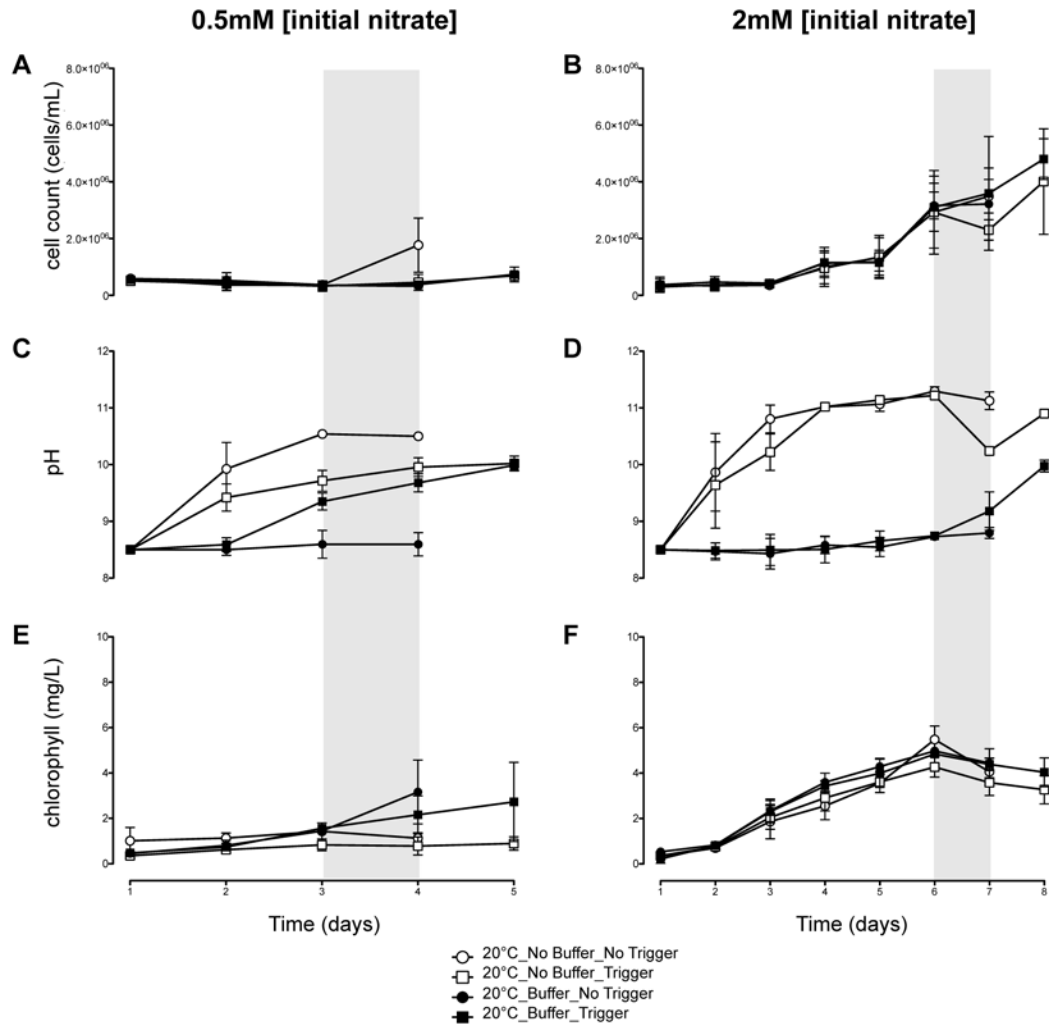 0.5mM [initial nitrate]
2mM [initial nitrate]
A
B
8.0×10⁰⁶
6.0×10⁰⁶
4.0×10⁰⁶
2.0×10⁰⁶
0
cell count (cells/mL)
8.0×10⁰⁶
6.0×10⁰⁶
4.0×10⁰⁶
2.0×10⁰⁶
0
C
D
12
11
10
9
8
pH
12
11
10
9
8
E
F
10
8
6
4
2
0
chlorophyll (mg/L)
10
8
6
4
2
0
1 2 3 4 5
1 2 3 4 5 6 7 8
Time (days)
Time (days)
20°C_No Buffer_No Trigger
20°C_No Buffer_Trigger
20°C_Buffer_No Trigger
20°C_Buffer_Trigger